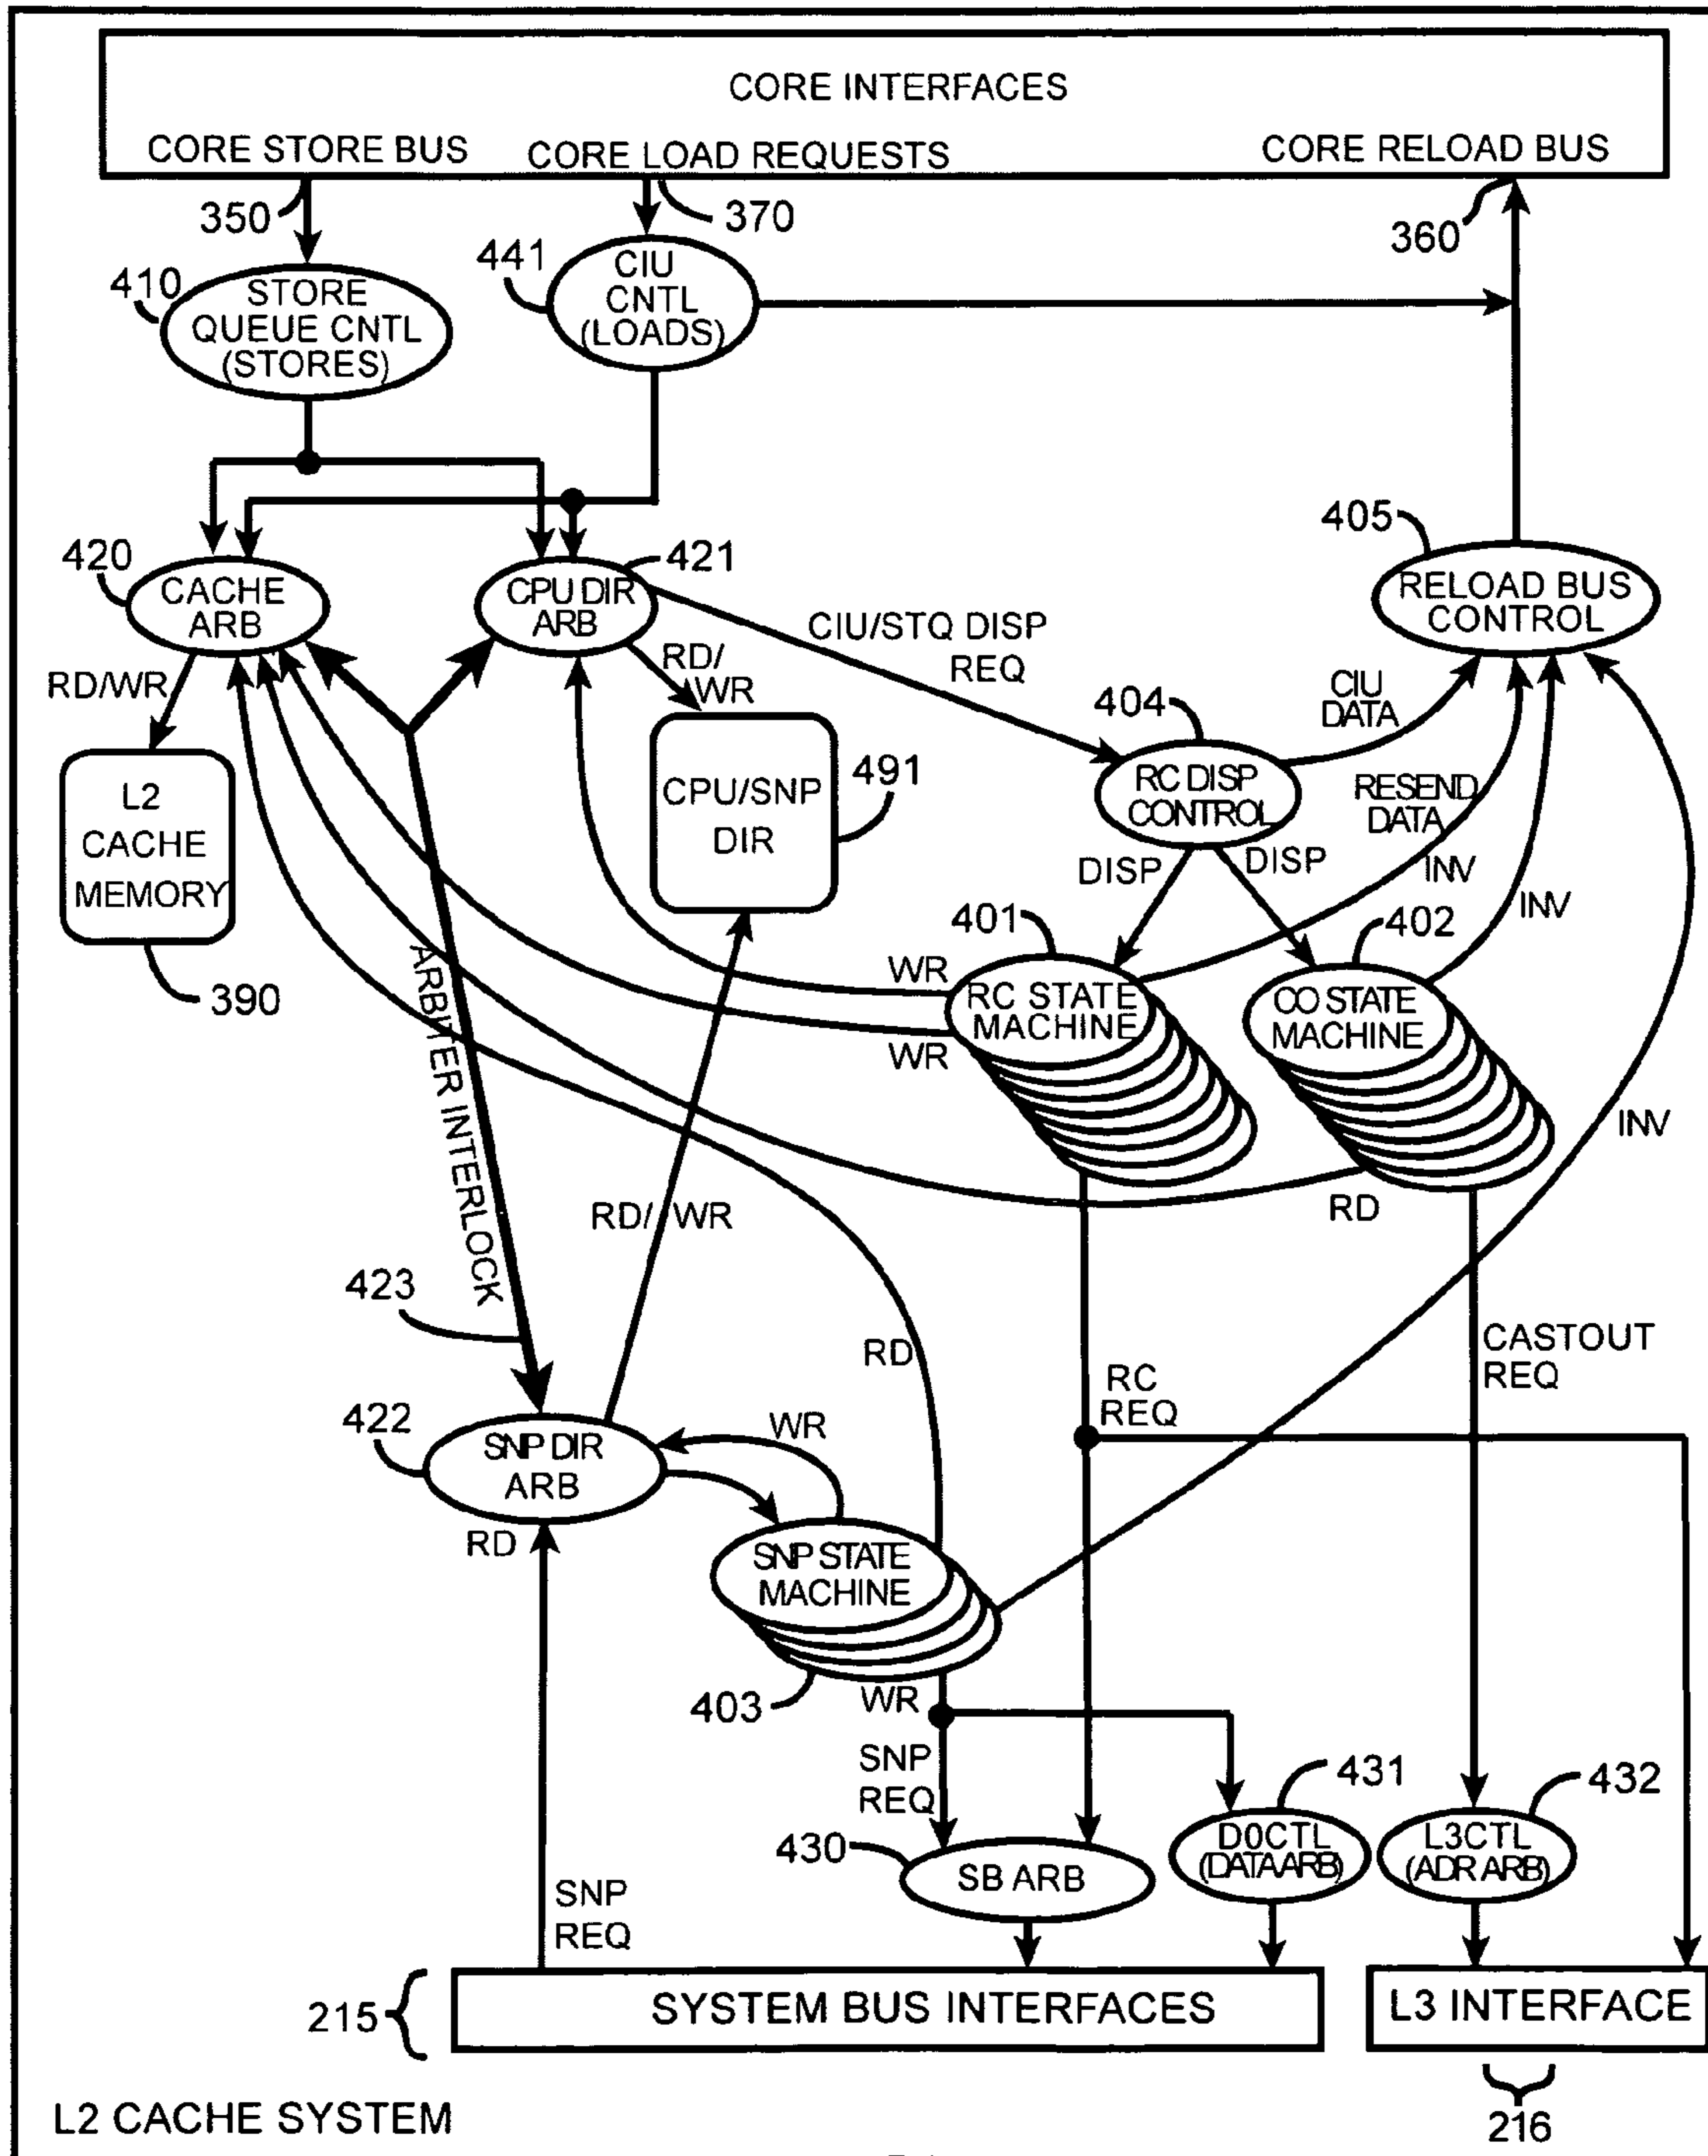 CORE INTERFACES
CORE STORE BUS
CORE LOAD REQUESTS
CORE RELOAD BUS
350
370
360
410
STORE
QUEUE CNTL
(STORES)
441
CIU
CNTL
(LOADS)
405
RELOAD BUS
CONTROL
420
CACHE
ARB
421
CPU DIR
ARB
CIU/STQ DISP
REQ
RD/WR
RD/
WR
L2
CACHE
MEMORY
390
CPU/SNP
DIR
491
404
RC DISP
CONTROL
CIU
DATA
RESEND
DATA
INV
INV
INV
DISP
DISP
401
RC STATE
MACHINE
402
CO STATE
MACHINE
WR
WR
ARBITER INTERLOCK
RD/ WR
RD
RD
423
CASTOUT
REQ
RC
REQ
422
SNP DIR
ARB
WR
RD
SNP STATE
MACHINE
403
WR
SNP
REQ
430
SB ARB
431
D0CTL
(DATA ARB)
432
L3CTL
(ADR ARB)
SNP
REQ
215
SYSTEM BUS INTERFACES
L3 INTERFACE
216
L2 CACHE SYSTEM